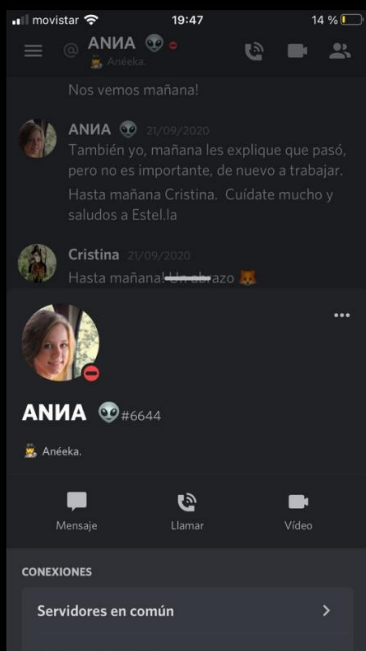 movistar 19:47 14 %
@ ANИA 👽
🧑‍🚀 Anéeka.
Nos vemos mañana!
ANИA 👽 21/09/2020
También yo, mañana les explique que pasó,
pero no es importante, de nuevo a trabajar.
Hasta mañana Cristina. Cuídate mucho y
saludos a Estel.la
Cristina 21/09/2020
Hasta mañana! Un abrazo 🦊
ANИA 👽#6644
🧑‍🚀 Anéeka.
Mensaje Llamar Vídeo
CONEXIONES
Servidores en común